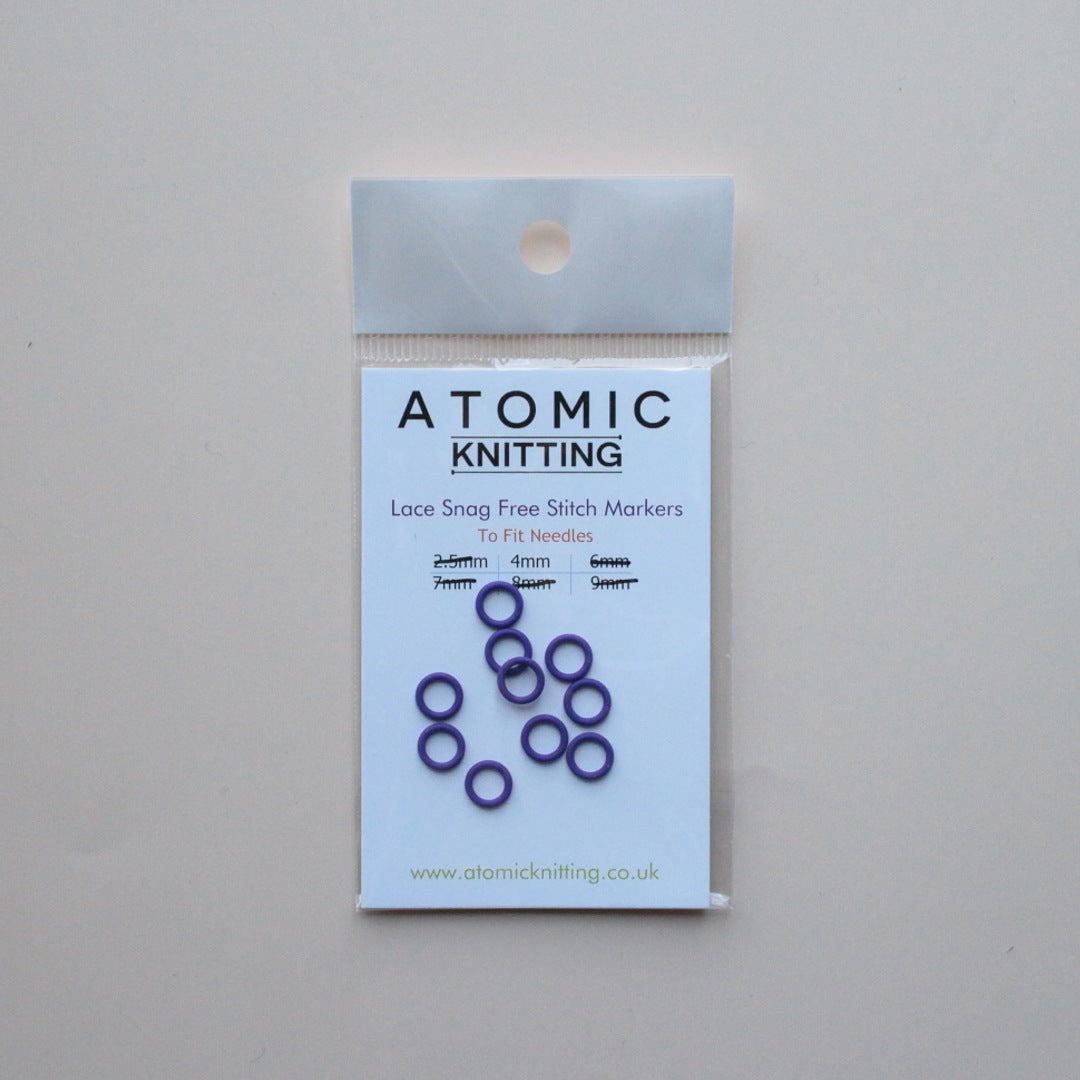 ATOMIC
KNITTING
Lace Snag Free Stitch Markers
To Fit Needles
2.5mm 4mm 6mm
7mm 8mm 9mm
www.atomicknitting.co.uk